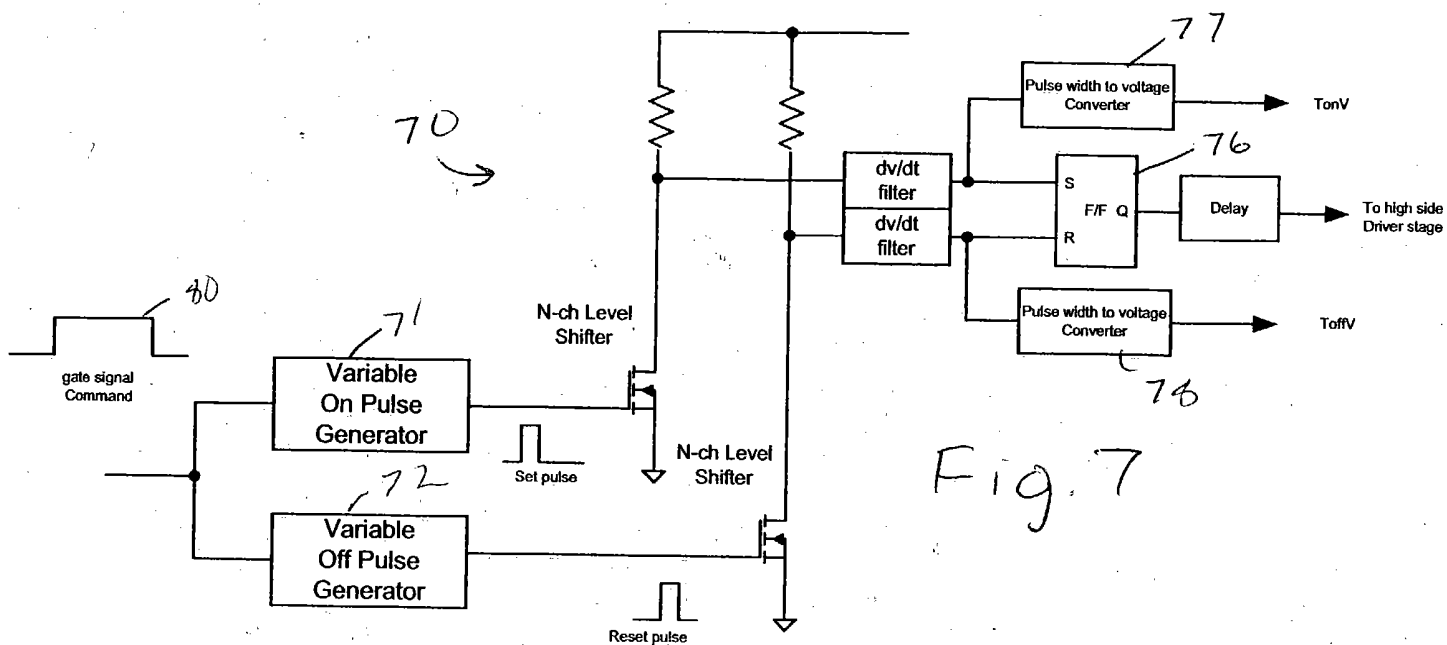 77
Pulse width to voltage
Converter
TonV
70
76
dv/dt
filter
dv/dt
filter
S
F/F Q
R
Delay
To high side
Driver stage
80
gate signal
Command
71
Variable
On Pulse
Generator
N-ch Level
Shifter
Set pulse
N-ch Level
Shifter
Pulse width to voltage
Converter
ToffV
78
72
Variable
Off Pulse
Generator
Reset pulse
Fig. 7